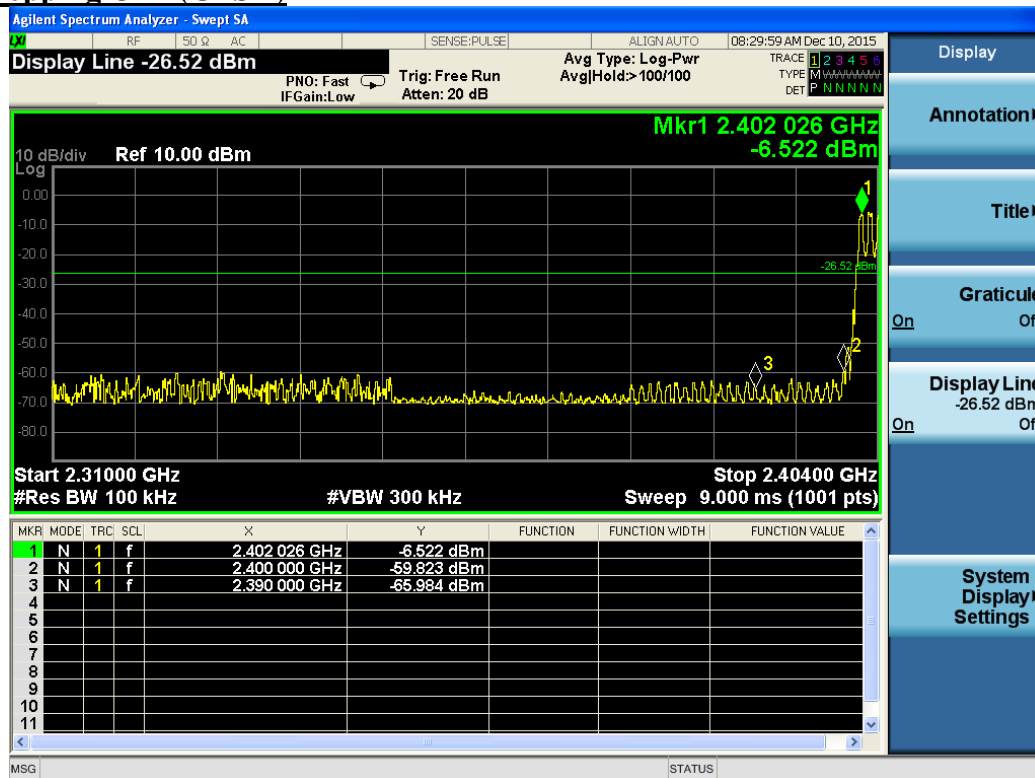 Agilent Spectrum Analyzer - Swept SA
LXI RF 50 Ω AC SENSE:PULSE ALIGN AUTO 08:29:59 AM Dec 10, 2015
Display Line -26.52 dBm
PNO: Fast
IFGain:Low
Trig: Free Run
Atten: 20 dB
Avg Type: Log-Pwr
Avg|Hold:>100/100
TRACE 1 2 3 4 5 6
TYPE M
DET P N N N N N
Mkr1 2.402 026 GHz
-6.522 dBm
10 dB/div Ref 10.00 dBm
Log
1
0.00
-10.0
-20.0
-26.52 dBm
-30.0
-40.0
-50.0
2
3
-60.0
-70.0
-80.0
Start 2.31000 GHz Stop 2.40400 GHz
#Res BW 100 kHz #VBW 300 kHz Sweep 9.000 ms (1001 pts)
MKR MODE TRC SCL X Y FUNCTION FUNCTION WIDTH FUNCTION VALUE
1 N 1 f 2.402 026 GHz -6.522 dBm
2 N 1 f 2.400 000 GHz -59.823 dBm
3 N 1 f 2.390 000 GHz -65.984 dBm
4
5
6
7
8
9
10
11
MSG STATUS
Display
Annotation
Title
Graticule
On Of
Display Line
-26.52 dBm
On Of
System
Display
Settings